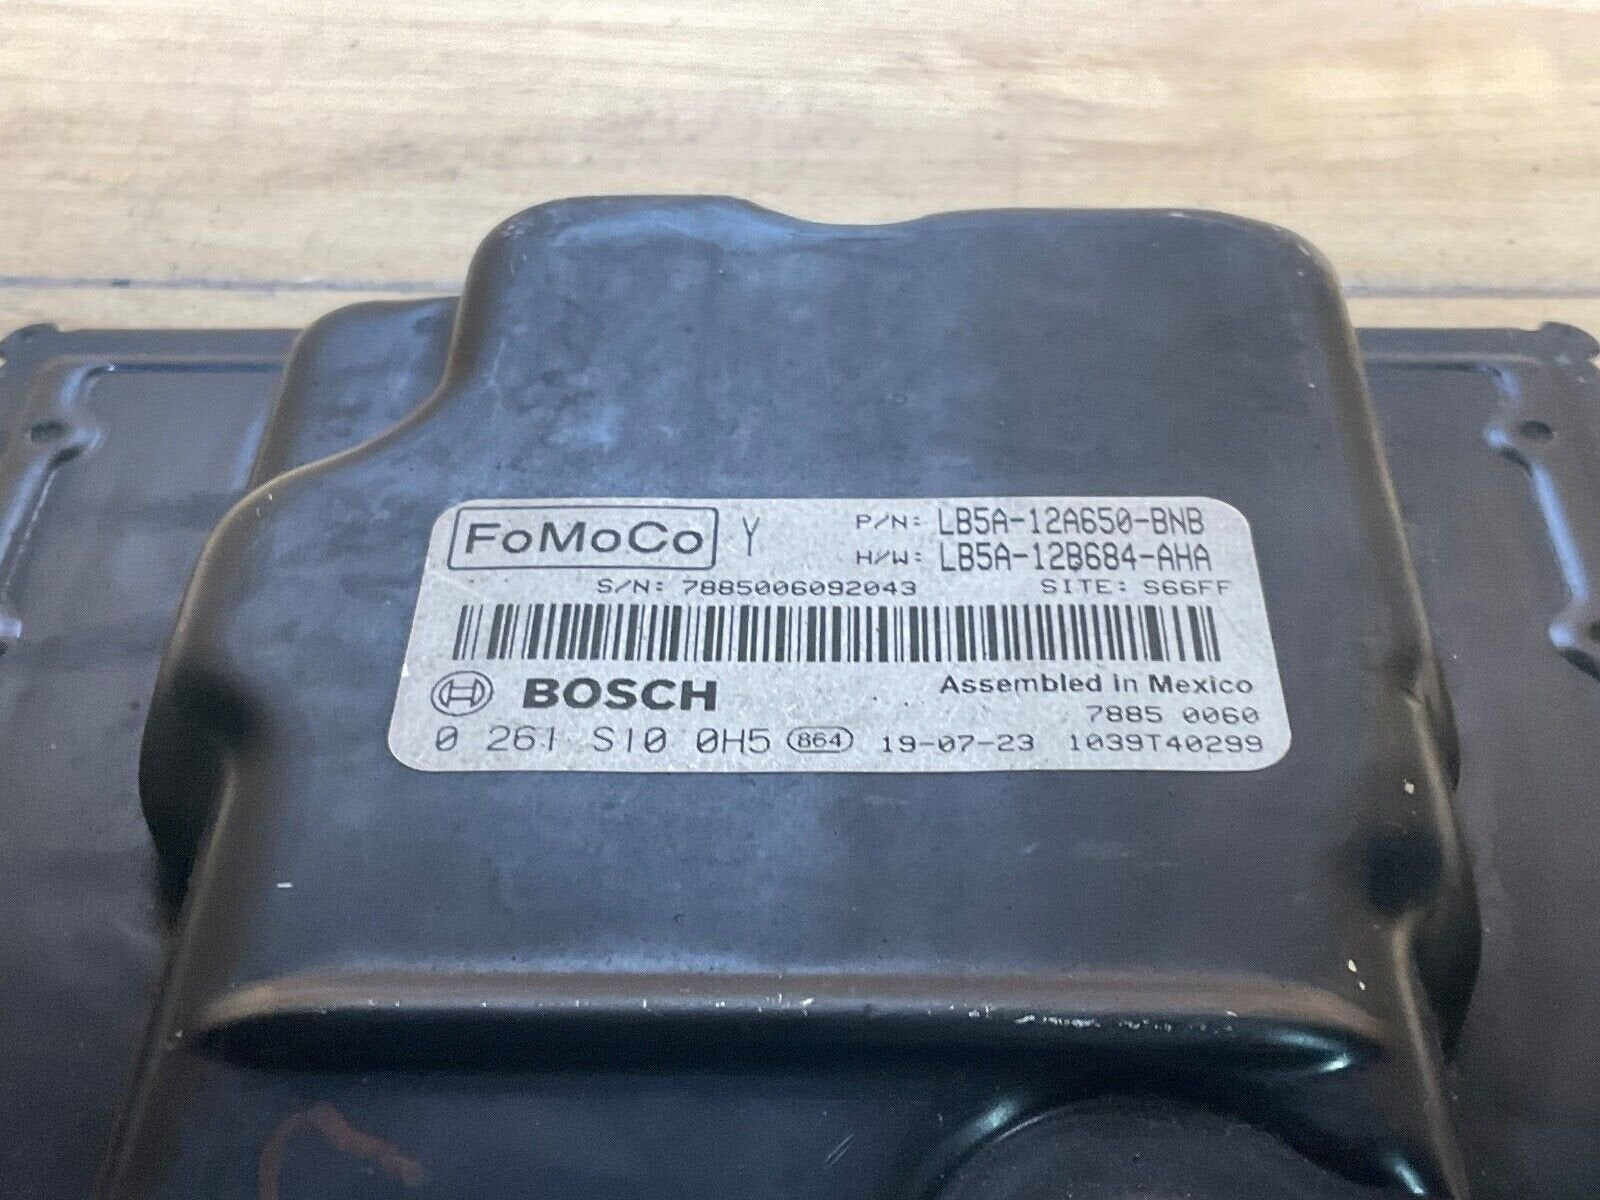 FoMoCo Y P/N: LB5A-12A650-BNB
H/W: LB5A-12B684-AHA
S/N: 7885006092043 SITE: S66FF
BOSCH Assembled in Mexico
7885 0060
0 261 S10 0H5 864 19-07-23 1039T40299